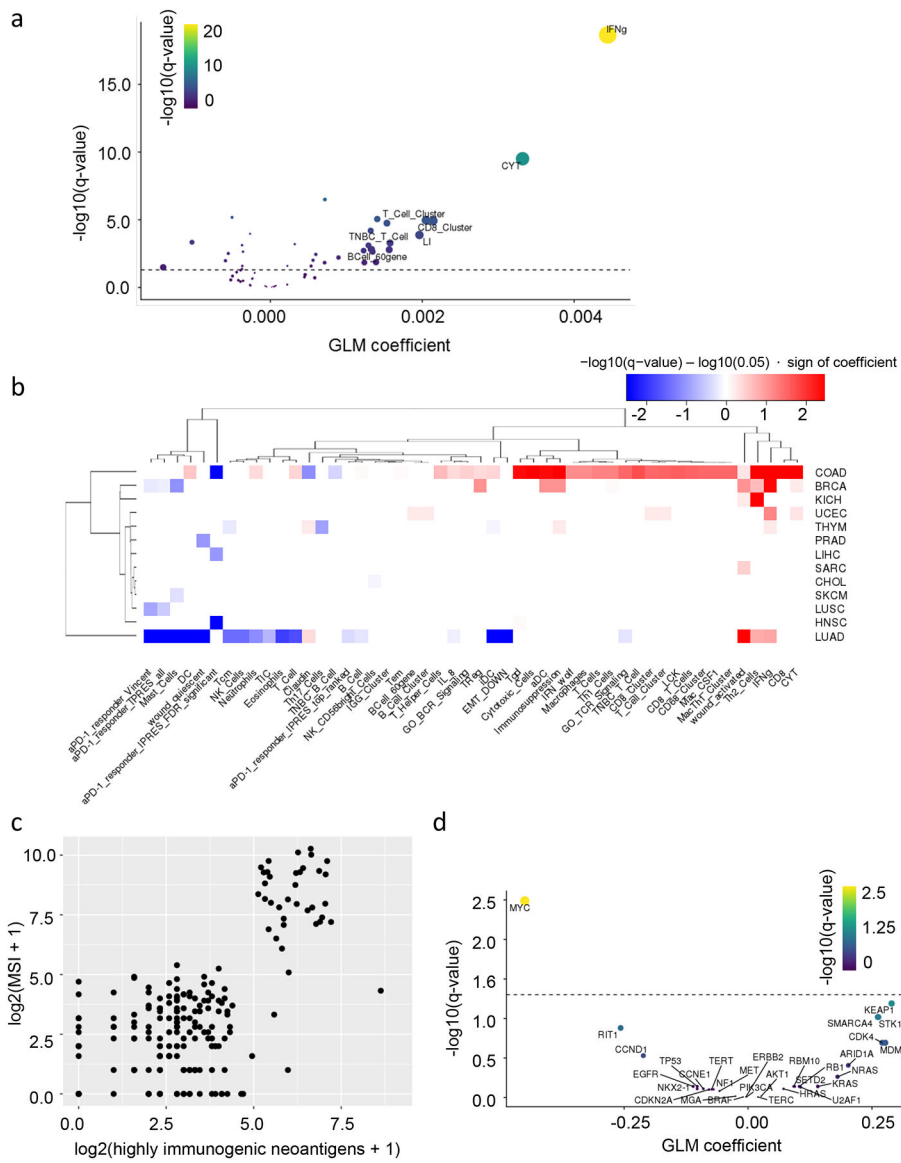 a
-log10(q-value)
20
10
0
IFNg
15.0
10.0
5.0
0.0
-log10(q-value)
CYT
T_Cell_Cluster
CD8_Cluster
TNBC_T_Cell
LI
BCell_60gene
0.000
0.002
0.004
GLM coefficient
−log10(q-value) − log10(0.05) · sign of coefficient
b
-2 -1 0 1 2
COAD
BRCA
KICH
UCEC
THYM
PRAD
LIHC
SARC
CHOL
SKCM
LUSC
HNSC
LUAD
aPD-1_responder_Vincent
aPD-1_responder_IPRES_all
Mast_Cells
DC
wound_quiescent
aPD-1_responder_IPRES_FDR_significant
Tcm
NK_Cells
Neutrophils
TIC
Eosinophils
T_Cell
Claudin
Th17_Cells
TNBC_B_Cell
aPD-1_responder_IPRES_top_ranked
B_Cell
NK_CD56bright_Cells
IGG_Cluster
Tem
BCell_60gene
B_Cell_Cluster
T_Helper_Cells
IL_8
GO_BCR_Signaling
TReg
iDC
EMT_DOWN
Tgd
Cytotoxic_Cells
aDC
Immunosuppression
IFN_wolf
Macrophages
Th1_Cells
GO_TCR_Signaling
TNBC_T_Cell
CD8_Cluster
T_Cell_Cluster
LCK
CD8_T_Cells
CD68_Cluster
Mac_CSF1
MacTh1_Cluster
wound_activated
Th2_Cells
IFNg
CD8
CYT
c
10.0
7.5
5.0
2.5
0.0
log2(MSI + 1)
0.0 2.5 5.0 7.5
log2(highly immunogenic neoantigens + 1)
d
-log10(q-value)
2.5
1.25
0
2.5
2.0
1.6
1.0
0.5
0.0
-log10(q-value)
MYC
KEAP1
SMARCA4
STK1
RIT1
CDK4
MDM
CCND1
ARID1A
TP53
TERT
ERBB2
RBM10
RB1
EGFR
CCNE1
MET
AKT1
NRAS
NKX2-1
NF1
SETD2
KRAS
CDKN2A
MGA
BRAF
PIK3CA
TERC
HRAS
U2AF1
-0.25
0.00
0.25
GLM coefficient